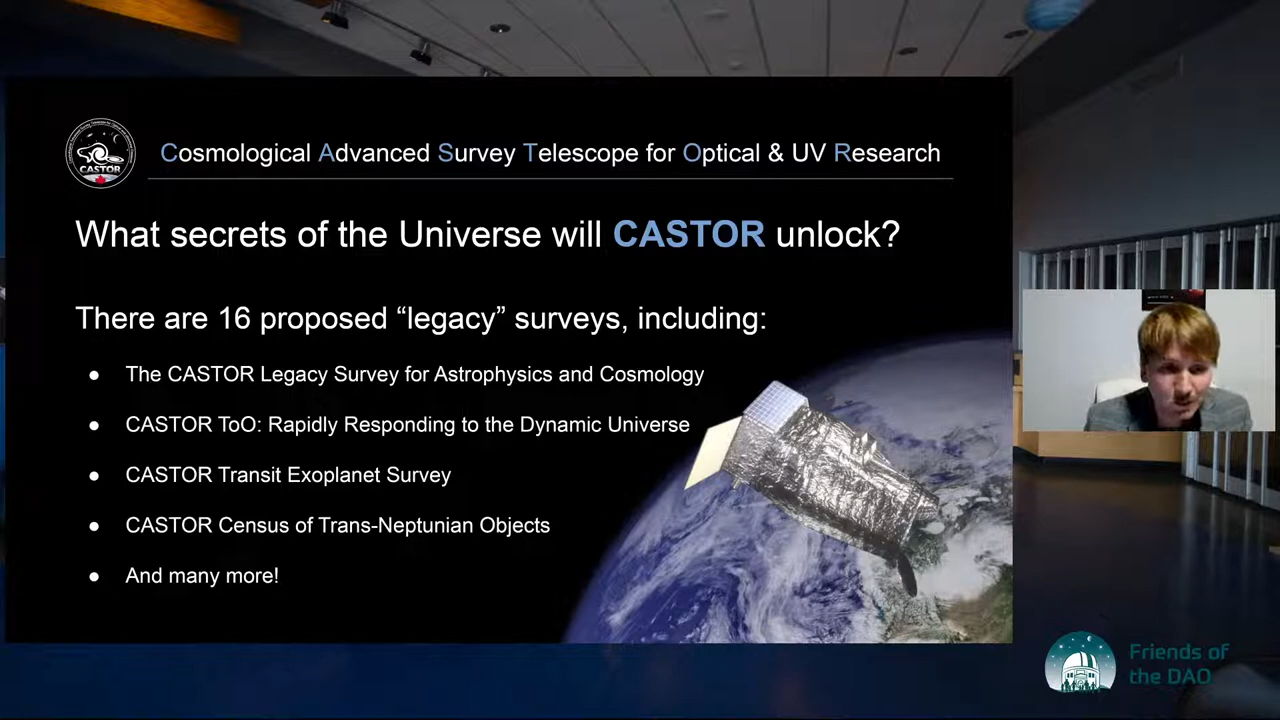 Cosmological Advanced Survey Telescope for Optical & UV Research
CASTOR
What secrets of the Universe will CASTOR unlock?
There are 16 proposed “legacy” surveys, including:
● The CASTOR Legacy Survey for Astrophysics and Cosmology
● CASTOR ToO: Rapidly Responding to the Dynamic Universe
● CASTOR Transit Exoplanet Survey
● CASTOR Census of Trans-Neptunian Objects
● And many more!
Friends of
the DAO